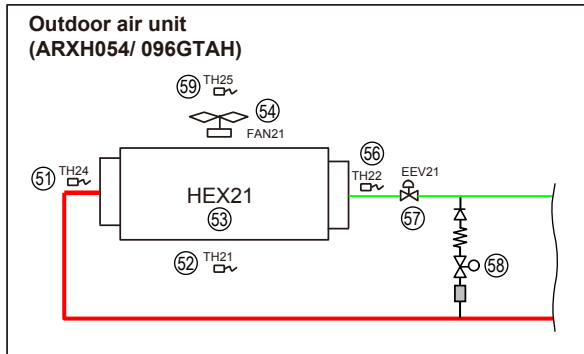 Outdoor air unit
(ARXH054/ 096GTAH)
59 TH25
54
FAN21
51 TH24
56
TH22
EEV21
HEX21
53
57
52 TH21
58